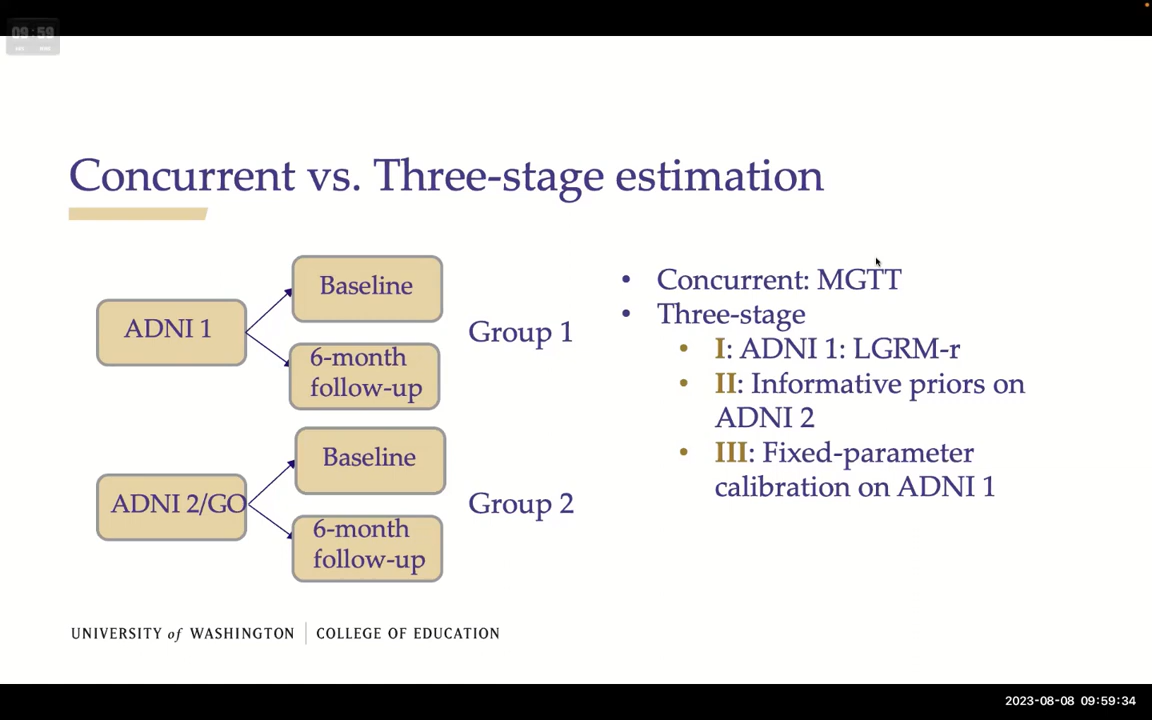 09:59
Concurrent vs. Three-stage estimation
ADNI 1
Baseline
6-month
follow-up
Group 1
ADNI 2/GO
Baseline
6-month
follow-up
Group 2
• Concurrent: MGTT
• Three-stage
• I: ADNI 1: LGRM-r
• II: Informative priors on
ADNI 2
• III: Fixed-parameter
calibration on ADNI 1
UNIVERSITY of WASHINGTON | COLLEGE OF EDUCATION
2023-08-08 09:59:34